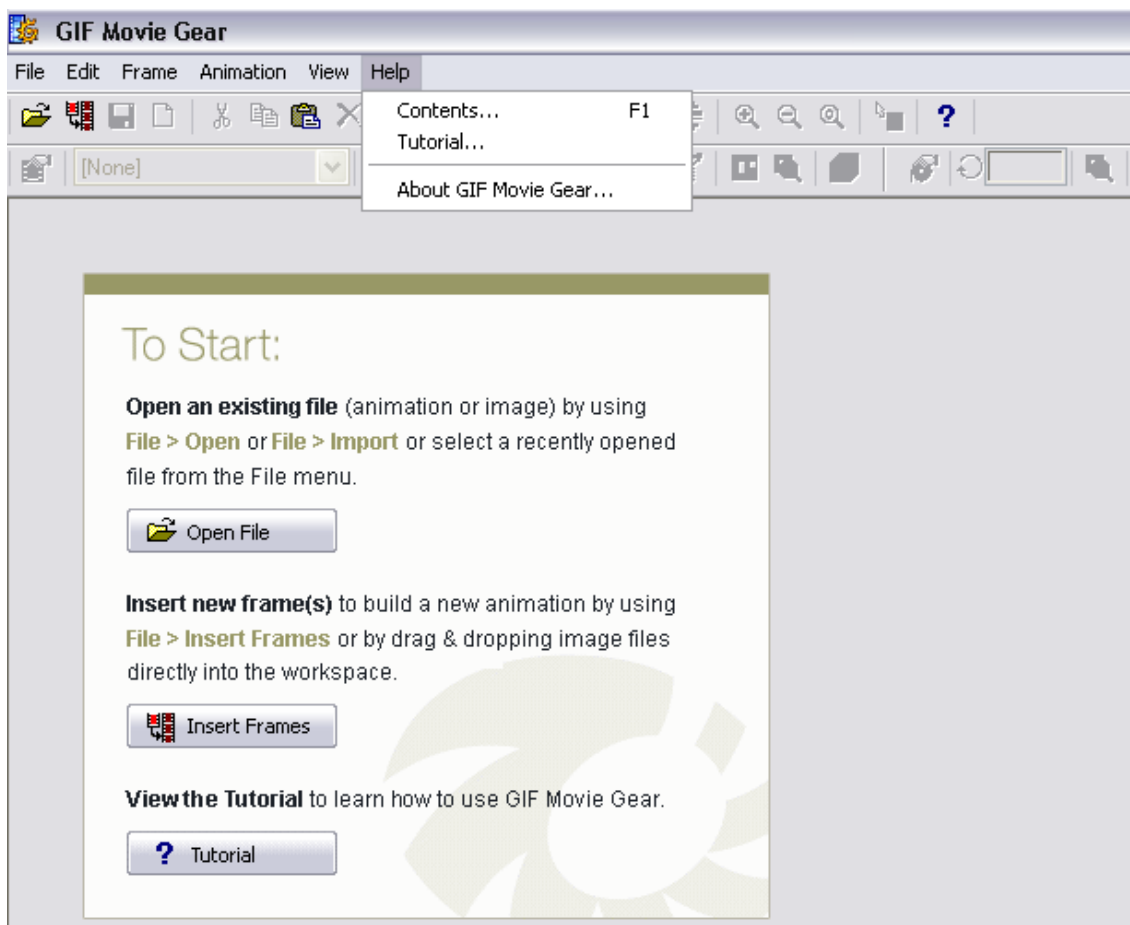 GIF Movie Gear
File Edit Frame Animation View Help
Contents... F1
Tutorial...
[None]
About GIF Movie Gear...
To Start:
Open an existing file (animation or image) by using
File > Open or File > Import or select a recently opened
file from the File menu.
Open File
Insert new frame(s) to build a new animation by using
File > Insert Frames or by drag & dropping image files
directly into the workspace.
Insert Frames
View the Tutorial to learn how to use GIF Movie Gear.
? Tutorial